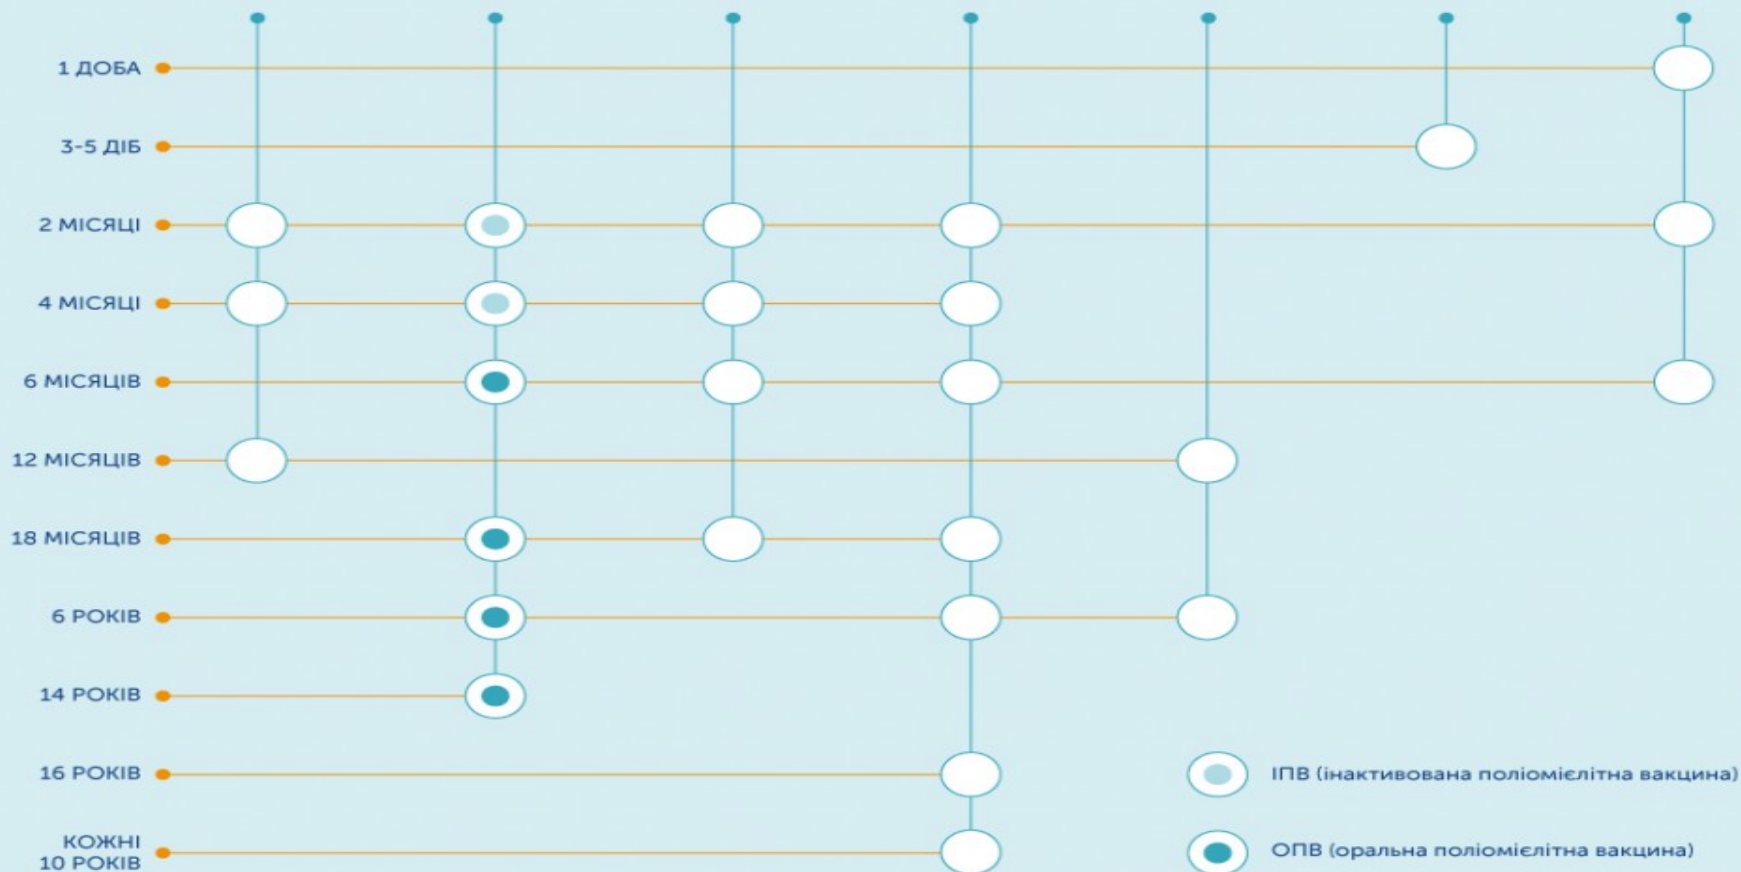 1 ДОБА
3-5 ДІБ
2 МІСЯЦІ
4 МІСЯЦІ
6 МІСЯЦІВ
12 МІСЯЦІВ
18 МІСЯЦІВ
6 РОКІВ
14 РОКІВ
16 РОКІВ
ІПВ (інактивована поліомієлітна вакцина)
КОЖНІ
10 РОКІВ
ОПВ (оральна поліомієлітна вакцина)